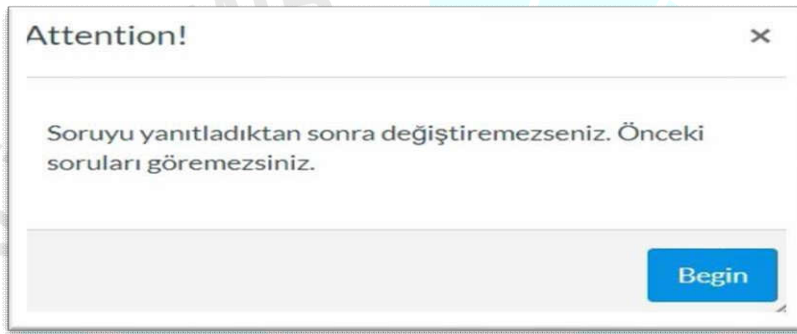 Attention!
×
Soruyu yanıtladıktan sonra değiştiremezseniz. Önceki
soruları göremezsiniz.
Begin